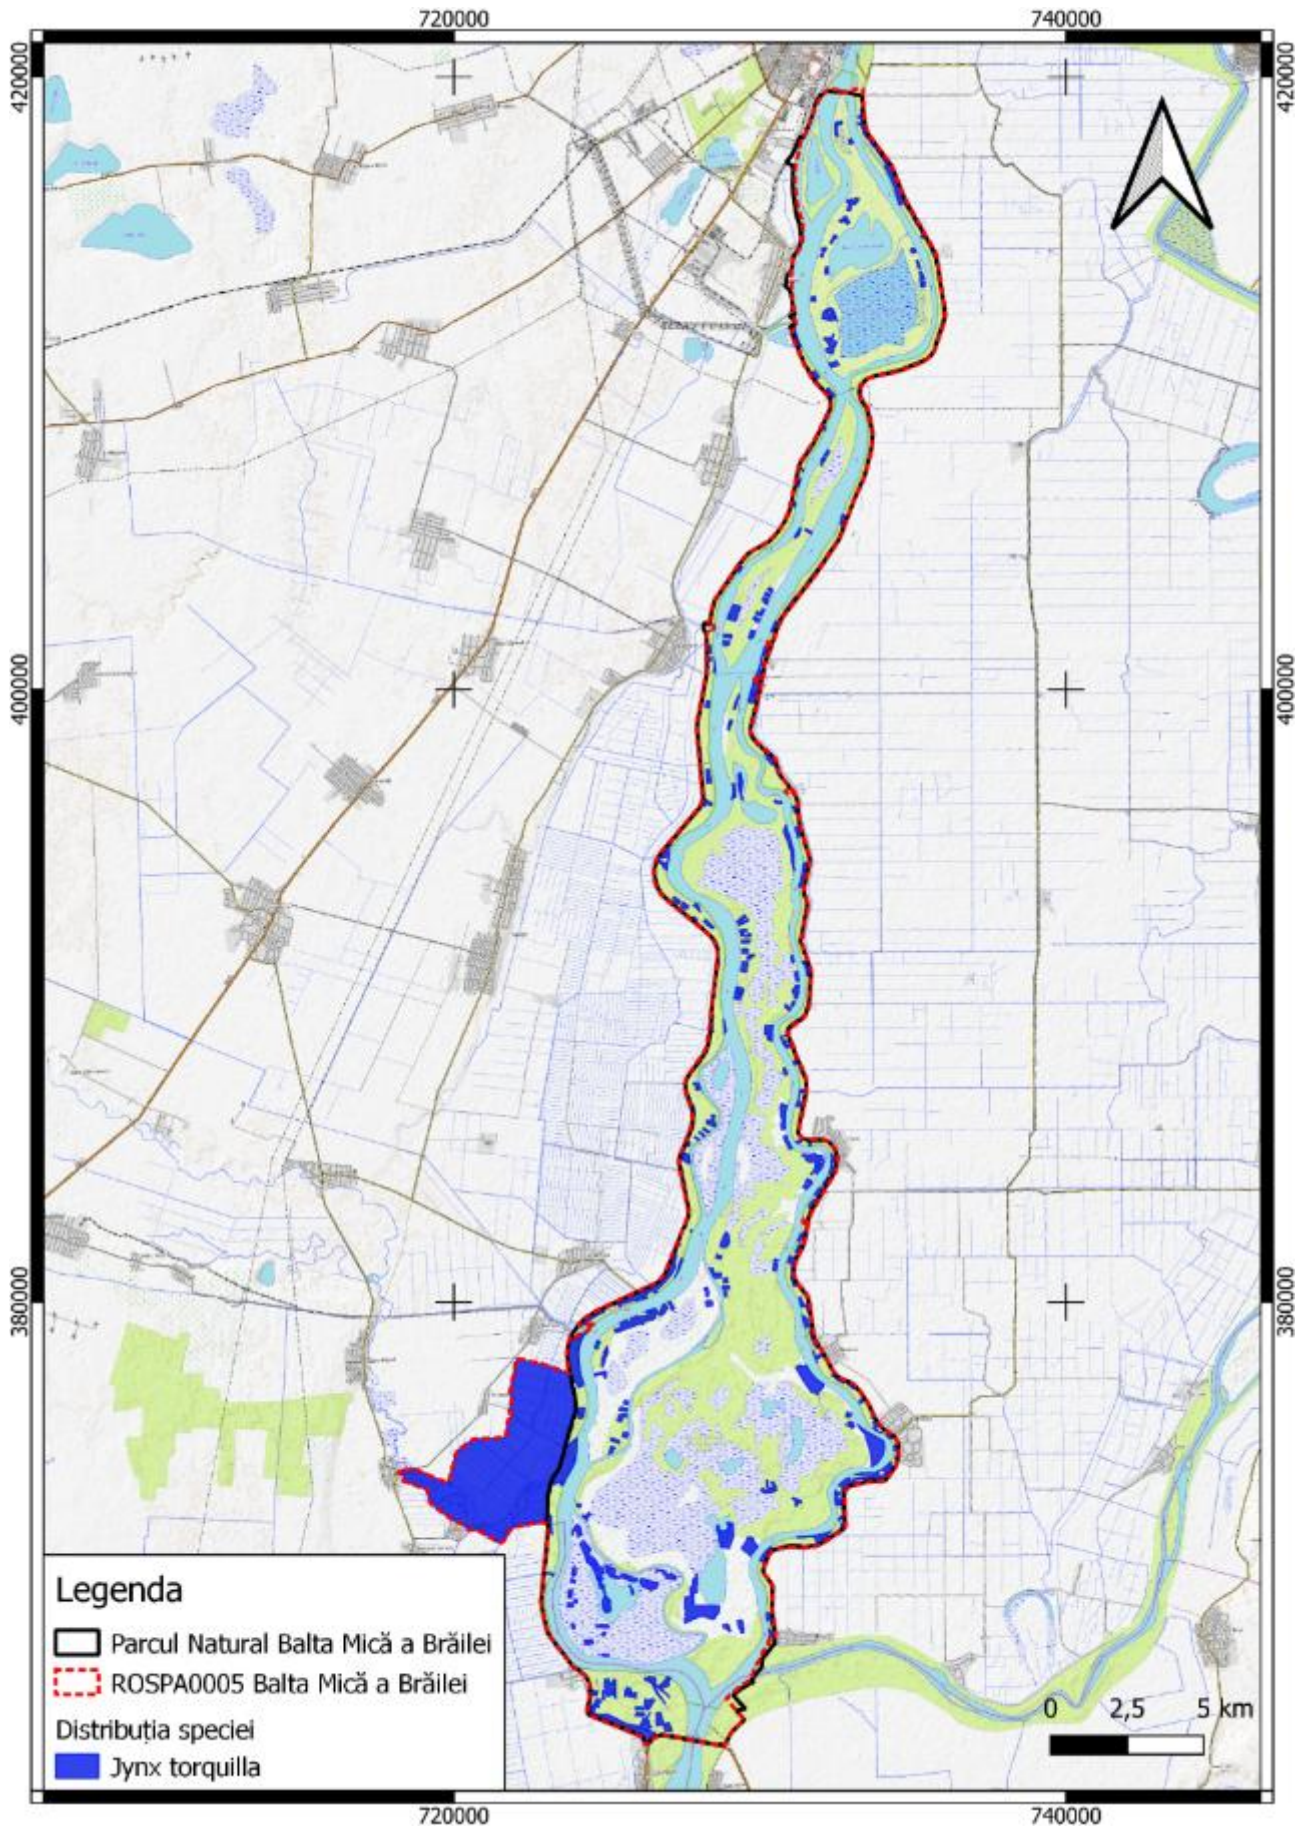 720000
740000
420000
420000
400000
400000
380000
380000
Legenda
Parcul Natural Balta Mică a Brăilei
ROSPA0005 Balta Mică a Brăilei
Distribuția speciei
Jynx torquilla
0 2,5 5 km
720000
740000